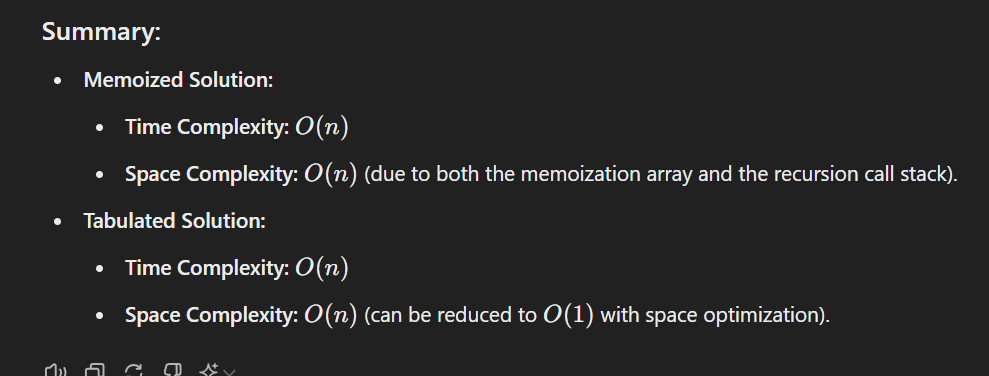 Summary:
• Memoized Solution:
• Time Complexity: O(n)
• Space Complexity: O(n) (due to both the memoization array and the recursion call stack).
• Tabulated Solution:
• Time Complexity: O(n)
• Space Complexity: O(n) (can be reduced to O(1) with space optimization).